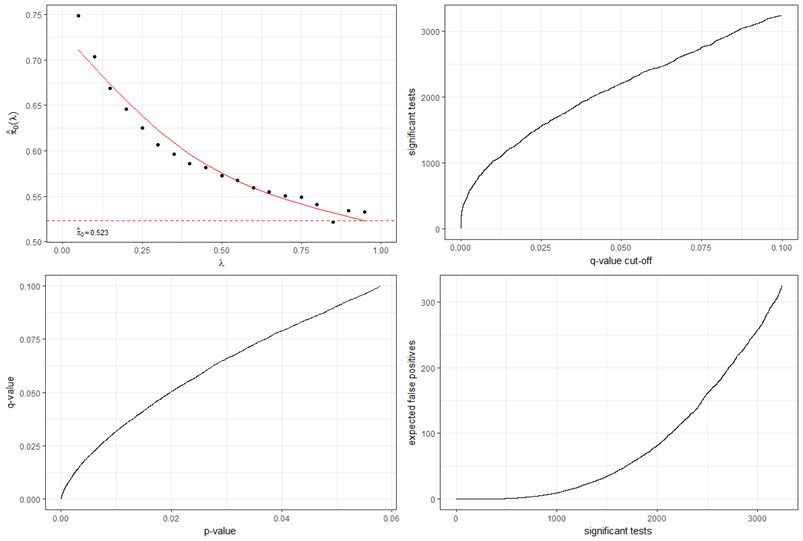 0.75
0.70
0.65
0.60
0.55
0.50
π̂₀(λ)
π̂₀=0.523
0.00 0.25 0.50 0.75 1.00
λ
3000
2000
1000
0
significant tests
0.000 0.025 0.050 0.075 0.100
q-value cut-off
0.100
0.075
0.050
0.025
0.000
q-value
0.00 0.02 0.04 0.06
p-value
300
200
100
0
expected false positives
0 1000 2000 3000
significant tests